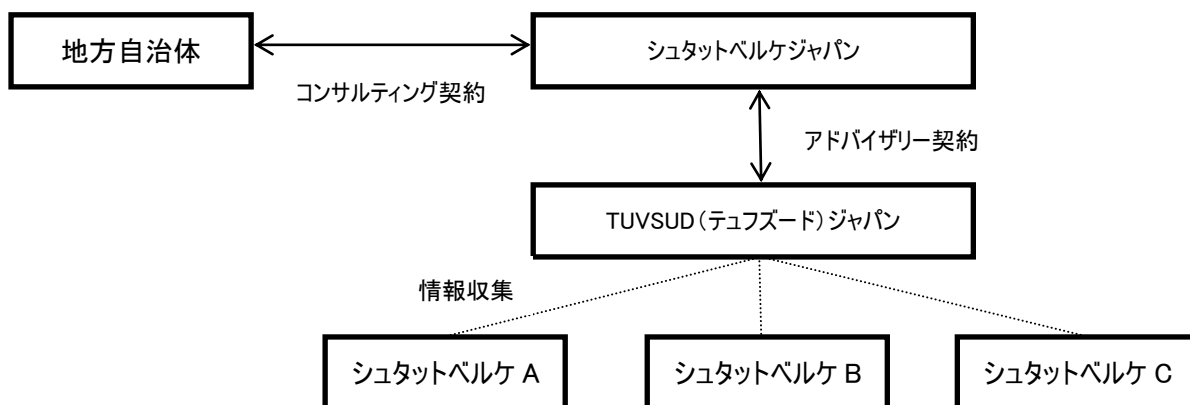 地方自治体
シュタットベルケジャパン
コンサルティング契約
アドバイザリー契約
TUVSUD(テュフズード)ジャパン
情報収集
シュタットベルケ A
シュタットベルケ B
シュタットベルケ C